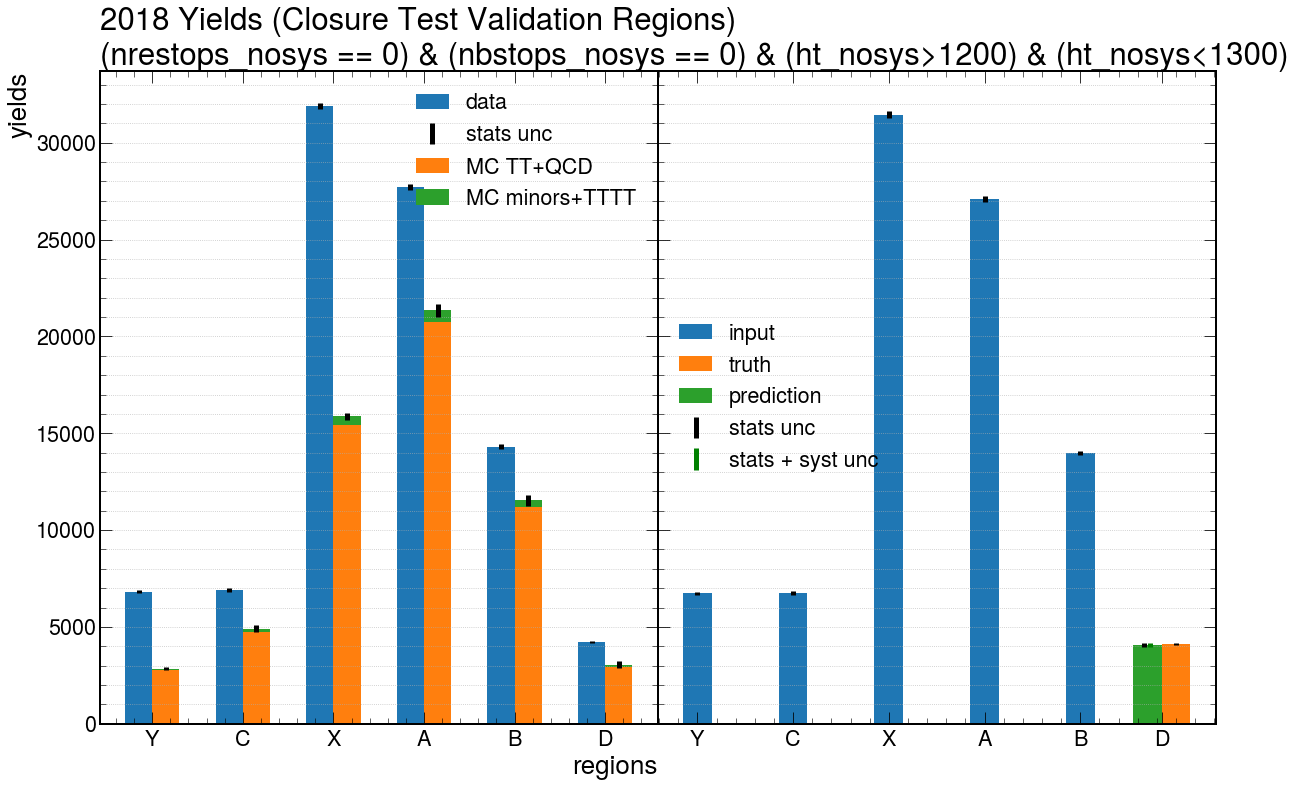 2018 Yields (Closure Test Validation Regions)
(nrestops_nosys == 0) & (nbstops_nosys == 0) & (ht_nosys>1200) & (ht_nosys<1300)
yields
30000
25000
20000
15000
10000
5000
0
data
stats unc
MC TT+QCD
MC minors+TTTT
input
truth
prediction
stats unc
stats + syst unc
Y C X A B D
Y C X A B D
regions